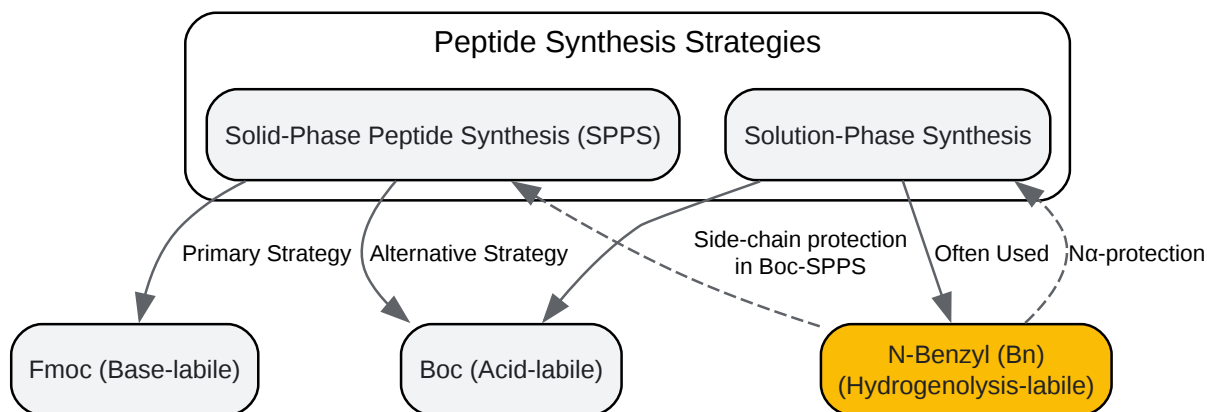 Peptide Synthesis Strategies
Solid-Phase Peptide Synthesis (SPPS)
Solution-Phase Synthesis
Primary Strategy
Alternative Strategy
Side-chain protection
in Boc-SPPS
Often Used
Nα-protection
Fmoc (Base-labile)
Boc (Acid-labile)
N-Benzyl (Bn)
(Hydrogenolysis-labile)